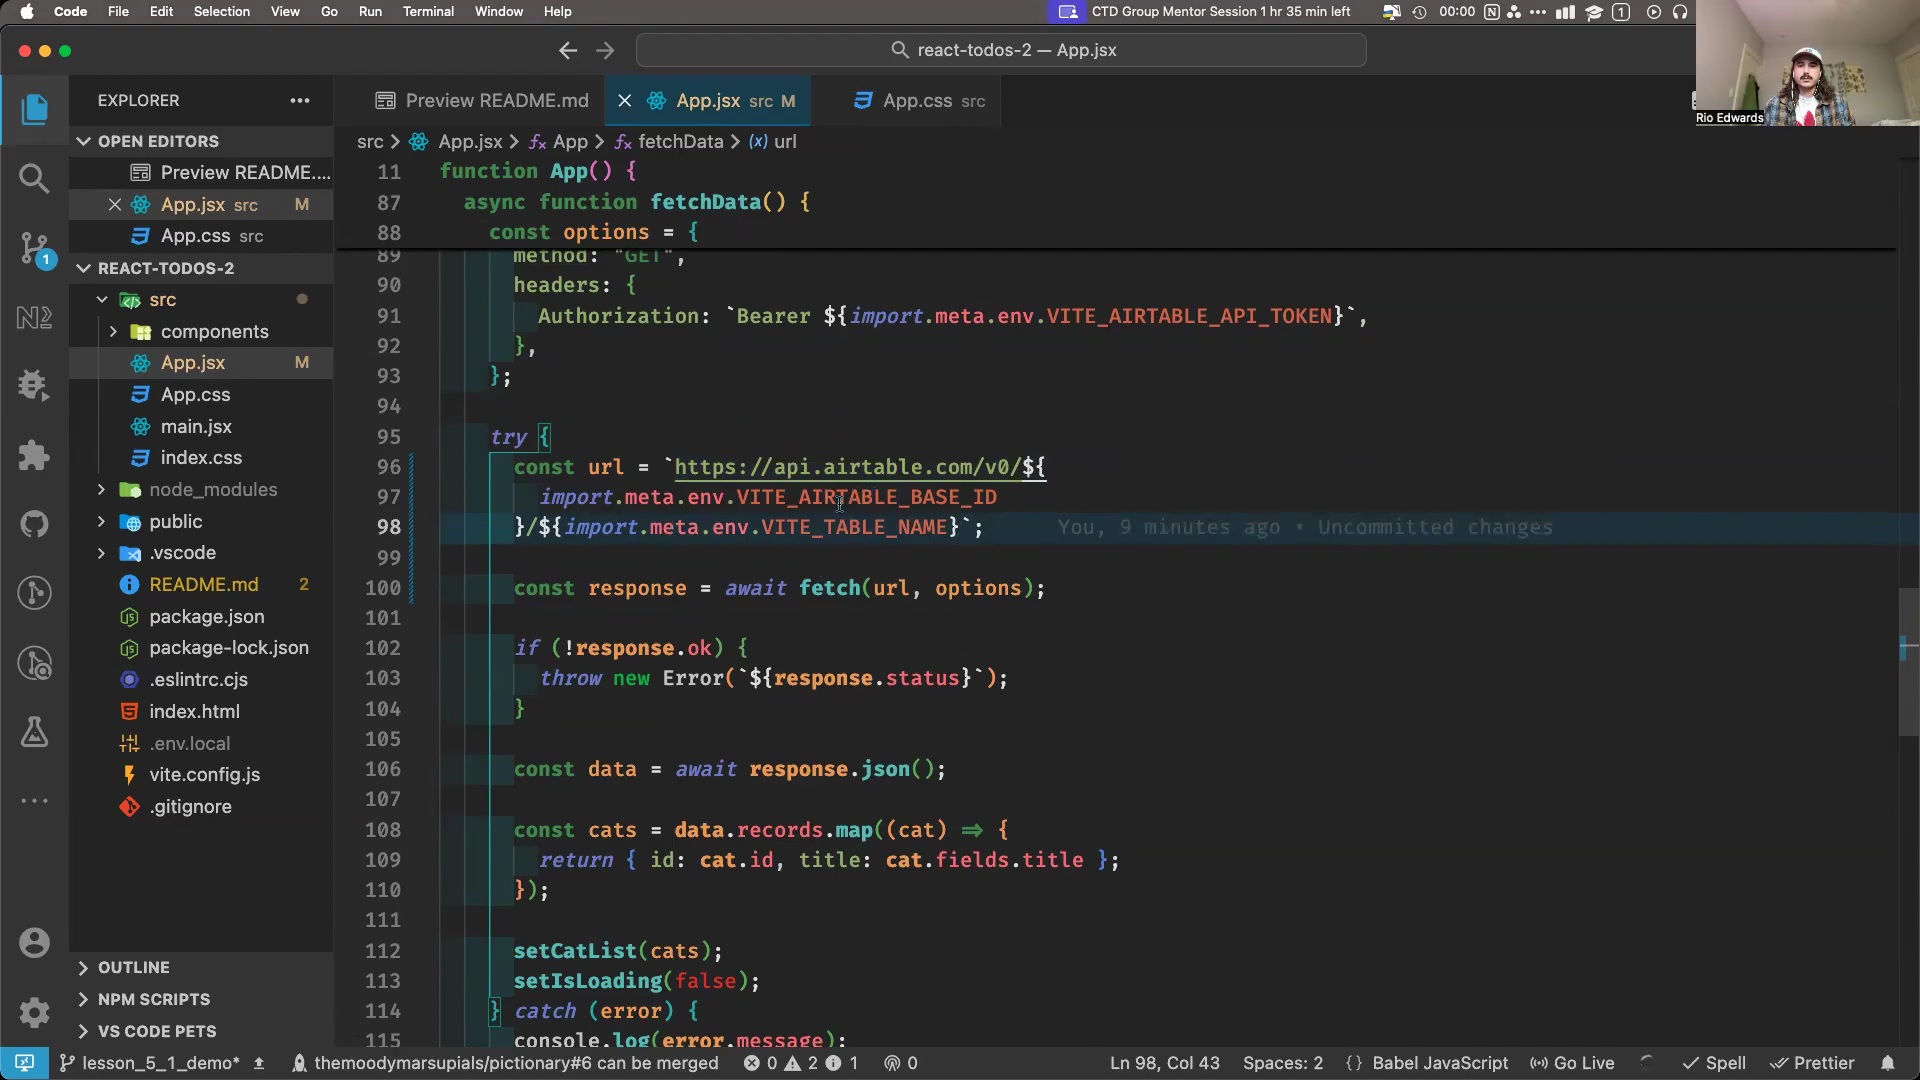 Code File Edit Selection View Go Run Terminal Window Help
CTD Group Mentor Session 1 hr 35 min left
00:00
react-todos-2 — App.jsx
Rio Edwards
EXPLORER
Preview README.md
App.jsx src M
App.css src
OPEN EDITORS
Preview README....
App.jsx src M
App.css src
REACT-TODOS-2
src
components
App.jsx M
App.css
main.jsx
index.css
node_modules
public
.vscode
README.md 2
package.json
package-lock.json
.eslintrc.cjs
index.html
.env.local
vite.config.js
.gitignore
OUTLINE
NPM SCRIPTS
VS CODE PETS
src > App.jsx > App > fetchData > url
11 function App() {
87 async function fetchData() {
88 const options = {
89 method: "GET",
90 headers: {
91 Authorization: `Bearer ${import.meta.env.VITE_AIRTABLE_API_TOKEN}`,
92 },
93 };
94
95 try {
96 const url = `https://api.airtable.com/v0/${
97 import.meta.env.VITE_AIRTABLE_BASE_ID
98 }/${import.meta.env.VITE_TABLE_NAME}`; You, 9 minutes ago • Uncommitted changes
99
100 const response = await fetch(url, options);
101
102 if (!response.ok) {
103 throw new Error(`${response.status}`);
104 }
105
106 const data = await response.json();
107
108 const cats = data.records.map((cat) => {
109 return { id: cat.id, title: cat.fields.title };
110 });
111
112 setCatList(cats);
113 setIsLoading(false);
114 } catch (error) {
115 console.log(error.message);
lesson_5_1_demo* themoodymarsupials/pictionary#6 can be merged 0 2 1 0
Ln 98, Col 43 Spaces: 2 {} Babel JavaScript Go Live Spell Prettier